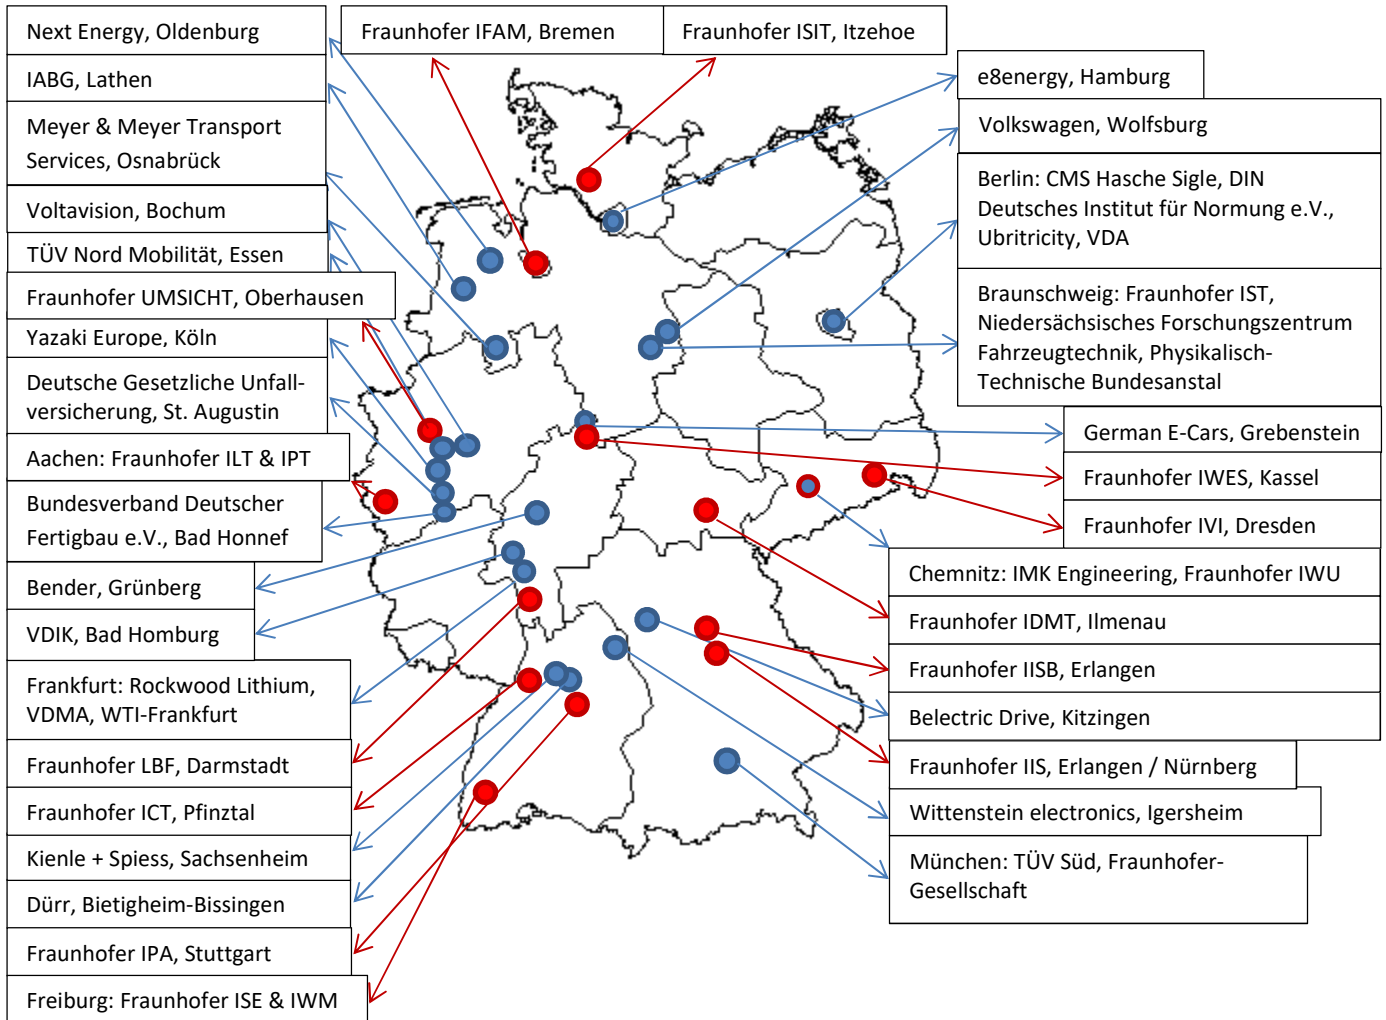 Next Energy, Oldenburg
IABG, Lathen
Meyer & Meyer Transport
Services, Osnabrück
Voltavision, Bochum
TÜV Nord Mobilität, Essen
Fraunhofer UMSICHT, Oberhausen
Yazaki Europe, Köln
Deutsche Gesetzliche Unfall-
versicherung, St. Augustin
Aachen: Fraunhofer ILT & IPT
Bundesverband Deutscher
Fertigbau e.V., Bad Honnef
Bender, Grünberg
VDIK, Bad Homburg
Frankfurt: Rockwood Lithium,
VDMA, WTI-Frankfurt
Fraunhofer LBF, Darmstadt
Fraunhofer ICT, Pfinztal
Kienle + Spiess, Sachsenheim
Dürr, Bietigheim-Bissingen
Fraunhofer IPA, Stuttgart
Freiburg: Fraunhofer ISE & IWM
Fraunhofer IFAM, Bremen
Fraunhofer ISIT, Itzehoe
e8energy, Hamburg
Volkswagen, Wolfsburg
Berlin: CMS Hasche Sigle, DIN
Deutsches Institut für Normung e.V.,
Ubritricity, VDA
Braunschweig: Fraunhofer IST,
Niedersächsisches Forschungszentrum
Fahrzeugtechnik, Physikalisch-
Technische Bundesanstal
German E-Cars, Grebenstein
Fraunhofer IWES, Kassel
Fraunhofer IVI, Dresden
Chemnitz: IMK Engineering, Fraunhofer IWU
Fraunhofer IDMT, Ilmenau
Fraunhofer IISB, Erlangen
Belectric Drive, Kitzingen
Fraunhofer IIS, Erlangen / Nürnberg
Wittenstein electronics, Igersheim
München: TÜV Süd, Fraunhofer-
Gesellschaft